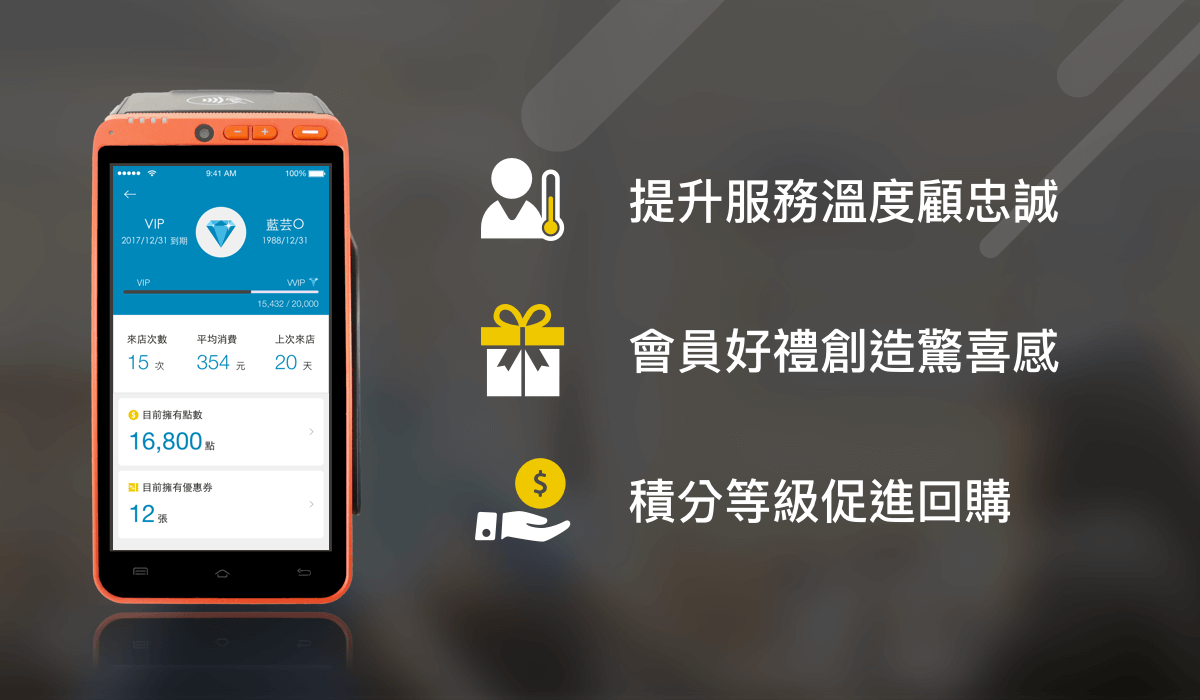 9:41 AM
100%
VIP
藍芸O
2017/12/31 到期
1988/12/31
VIP
VVIP
15,432 / 20,000
來店次數
平均消費
上次來店
15 次
354 元
20 天
目前擁有點數
16,800 點
目前擁有優惠券
12 張
提升服務溫度顧忠誠
會員好禮創造驚喜感
$
積分等級促進回購